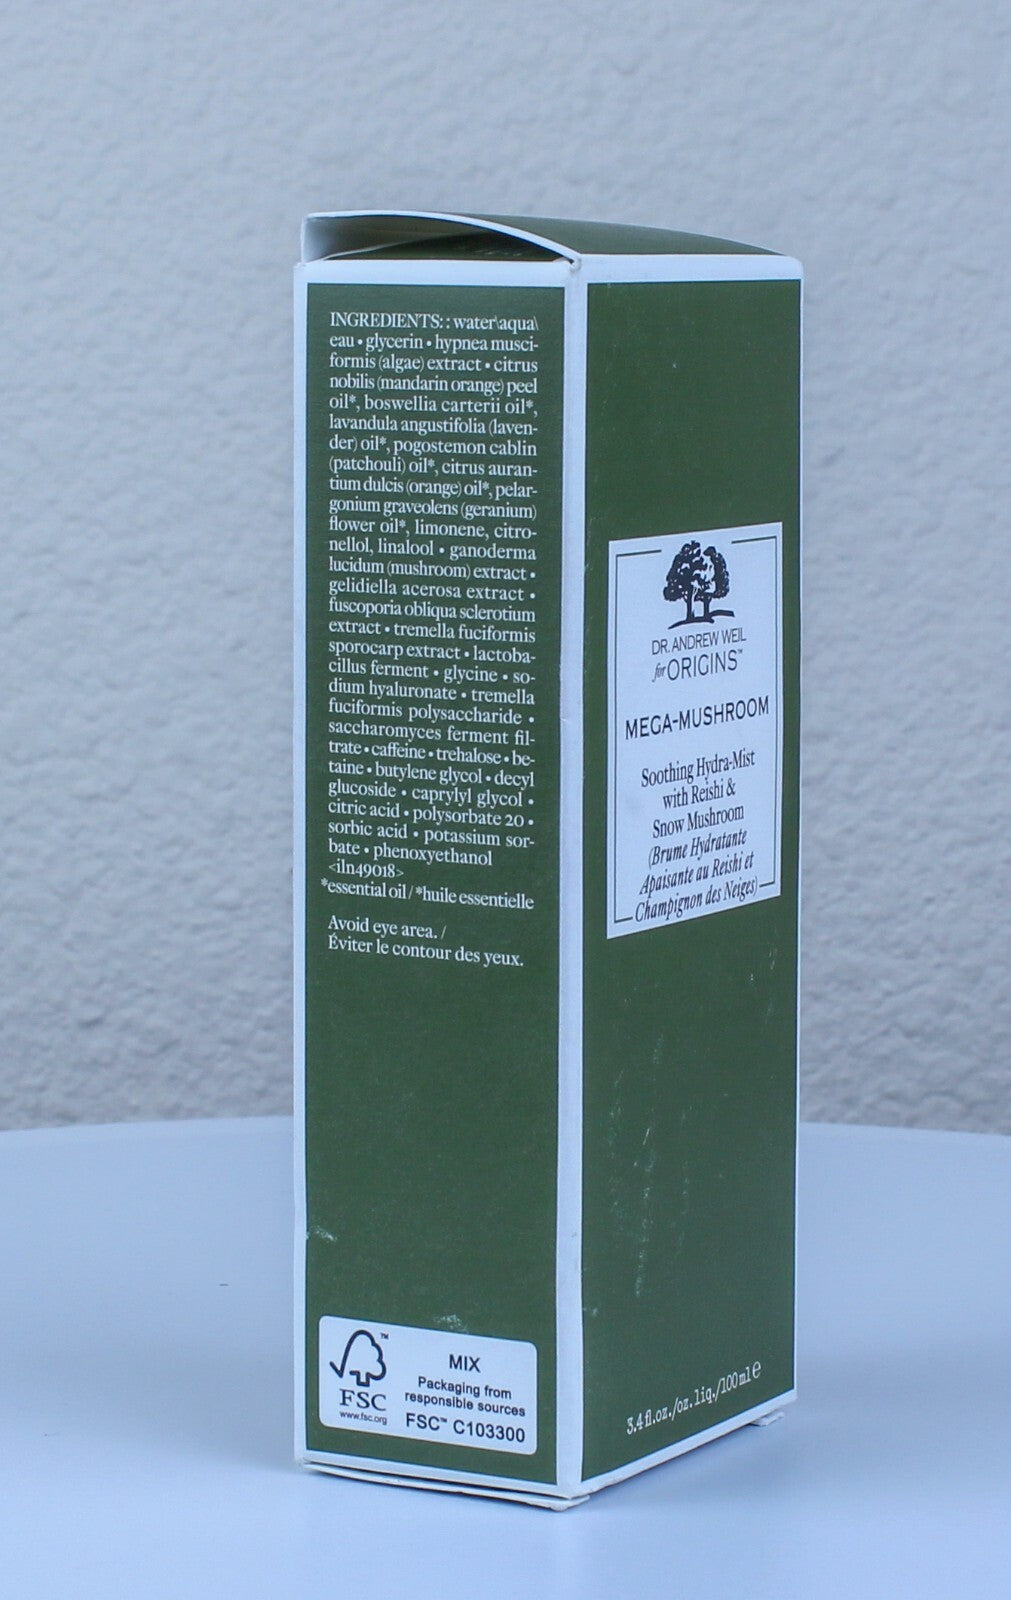 INGREDIENTS: : water\aqua\
eau • glycerin • hypnea musci-
formis (algae) extract • citrus
nobilis (mandarin orange) peel
oil*, boswellia carterii oil*,
lavandula angustifolia (laven-
der) oil*, pogostemon cablin
(patchouli) oil*, citrus auran-
tium dulcis (orange) oil*, pelar-
gonium graveolens (geranium)
flower oil*, limonene, citro-
nellol, linalool • ganoderma
lucidum (mushroom) extract •
gelidiella acerosa extract •
fuscoporia obliqua sclerotium
extract • tremella fuciformis
sporocarp extract • lactoba-
cillus ferment • glycine • so-
dium hyaluronate • tremella
fuciformis polysaccharide •
saccharomyces ferment fil-
trate • caffeine • trehalose • be-
taine • butylene glycol • decyl
glucoside • caprylyl glycol •
citric acid • polysorbate 20 •
sorbic acid • potassium sor-
bate • phenoxyethanol
<iln49018>
*essential oil / *huile essentielle
Avoid eye area. /
Éviter le contour des yeux.
FSC
www.fsc.org
MIX
Packaging from
responsible sources
FSC™ C103300
DR. ANDREW WEIL
for ORIGINS™
MEGA-MUSHROOM
Soothing Hydra-Mist
with Reishi &
Snow Mushroom
(Brume Hydratante
Apaisante au Reishi et
Champignon des Neiges)
3.4 fl.oz./oz. liq./100 ml ℮